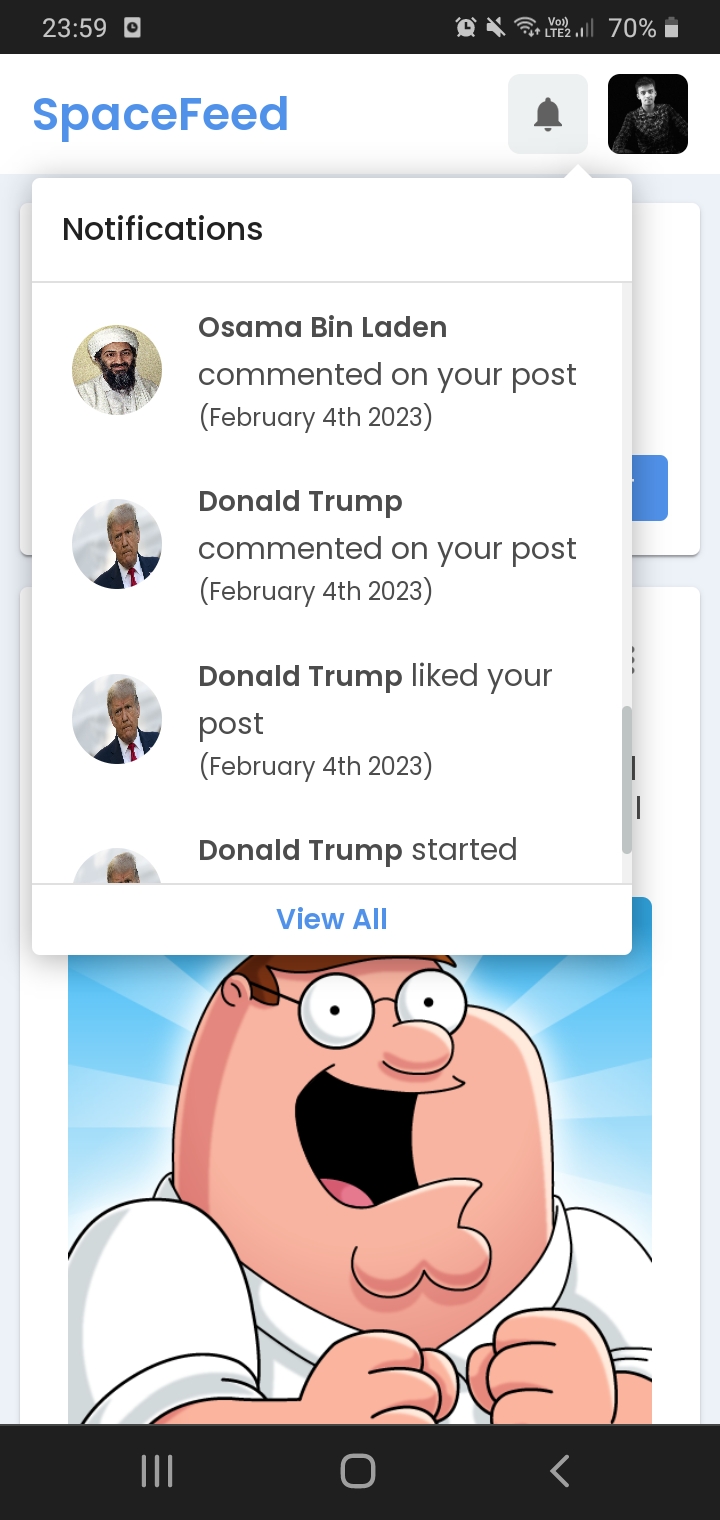 23:59
Vo)) LTE2
70%
SpaceFeed
Notifications
Osama Bin Laden
commented on your post
(February 4th 2023)
Donald Trump
commented on your post
(February 4th 2023)
Donald Trump liked your
post
(February 4th 2023)
Donald Trump started
View All